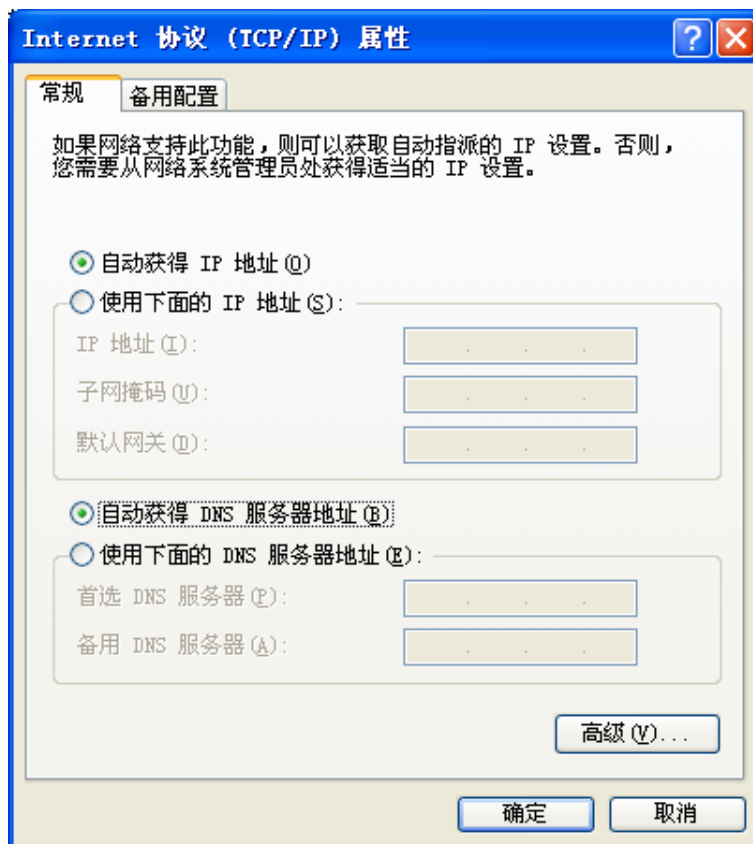 Internet 协议 (TCP/IP) 属性
常规
备用配置
如果网络支持此功能，则可以获取自动指派的 IP 设置。否则，
您需要从网络系统管理员处获得适当的 IP 设置。
自动获得 IP 地址(O)
使用下面的 IP 地址(S):
IP 地址(I):
子网掩码(U):
默认网关(D):
自动获得 DNS 服务器地址(B)
使用下面的 DNS 服务器地址(E):
首选 DNS 服务器(P):
备用 DNS 服务器(A):
高级(V)...
确定
取消